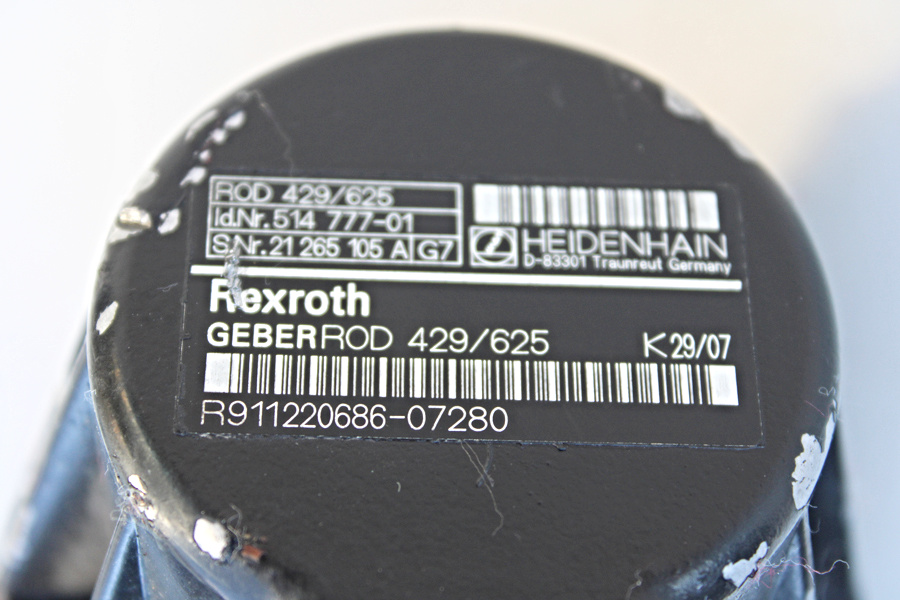 ROD 429/625
Id.Nr. 514 777-01
S.Nr. 21 265 105 A G7
HEIDENHAIN
D-83301 Traunreut Germany
Rexroth
GEBER ROD 429/625 K 29/07
R911220686-07280